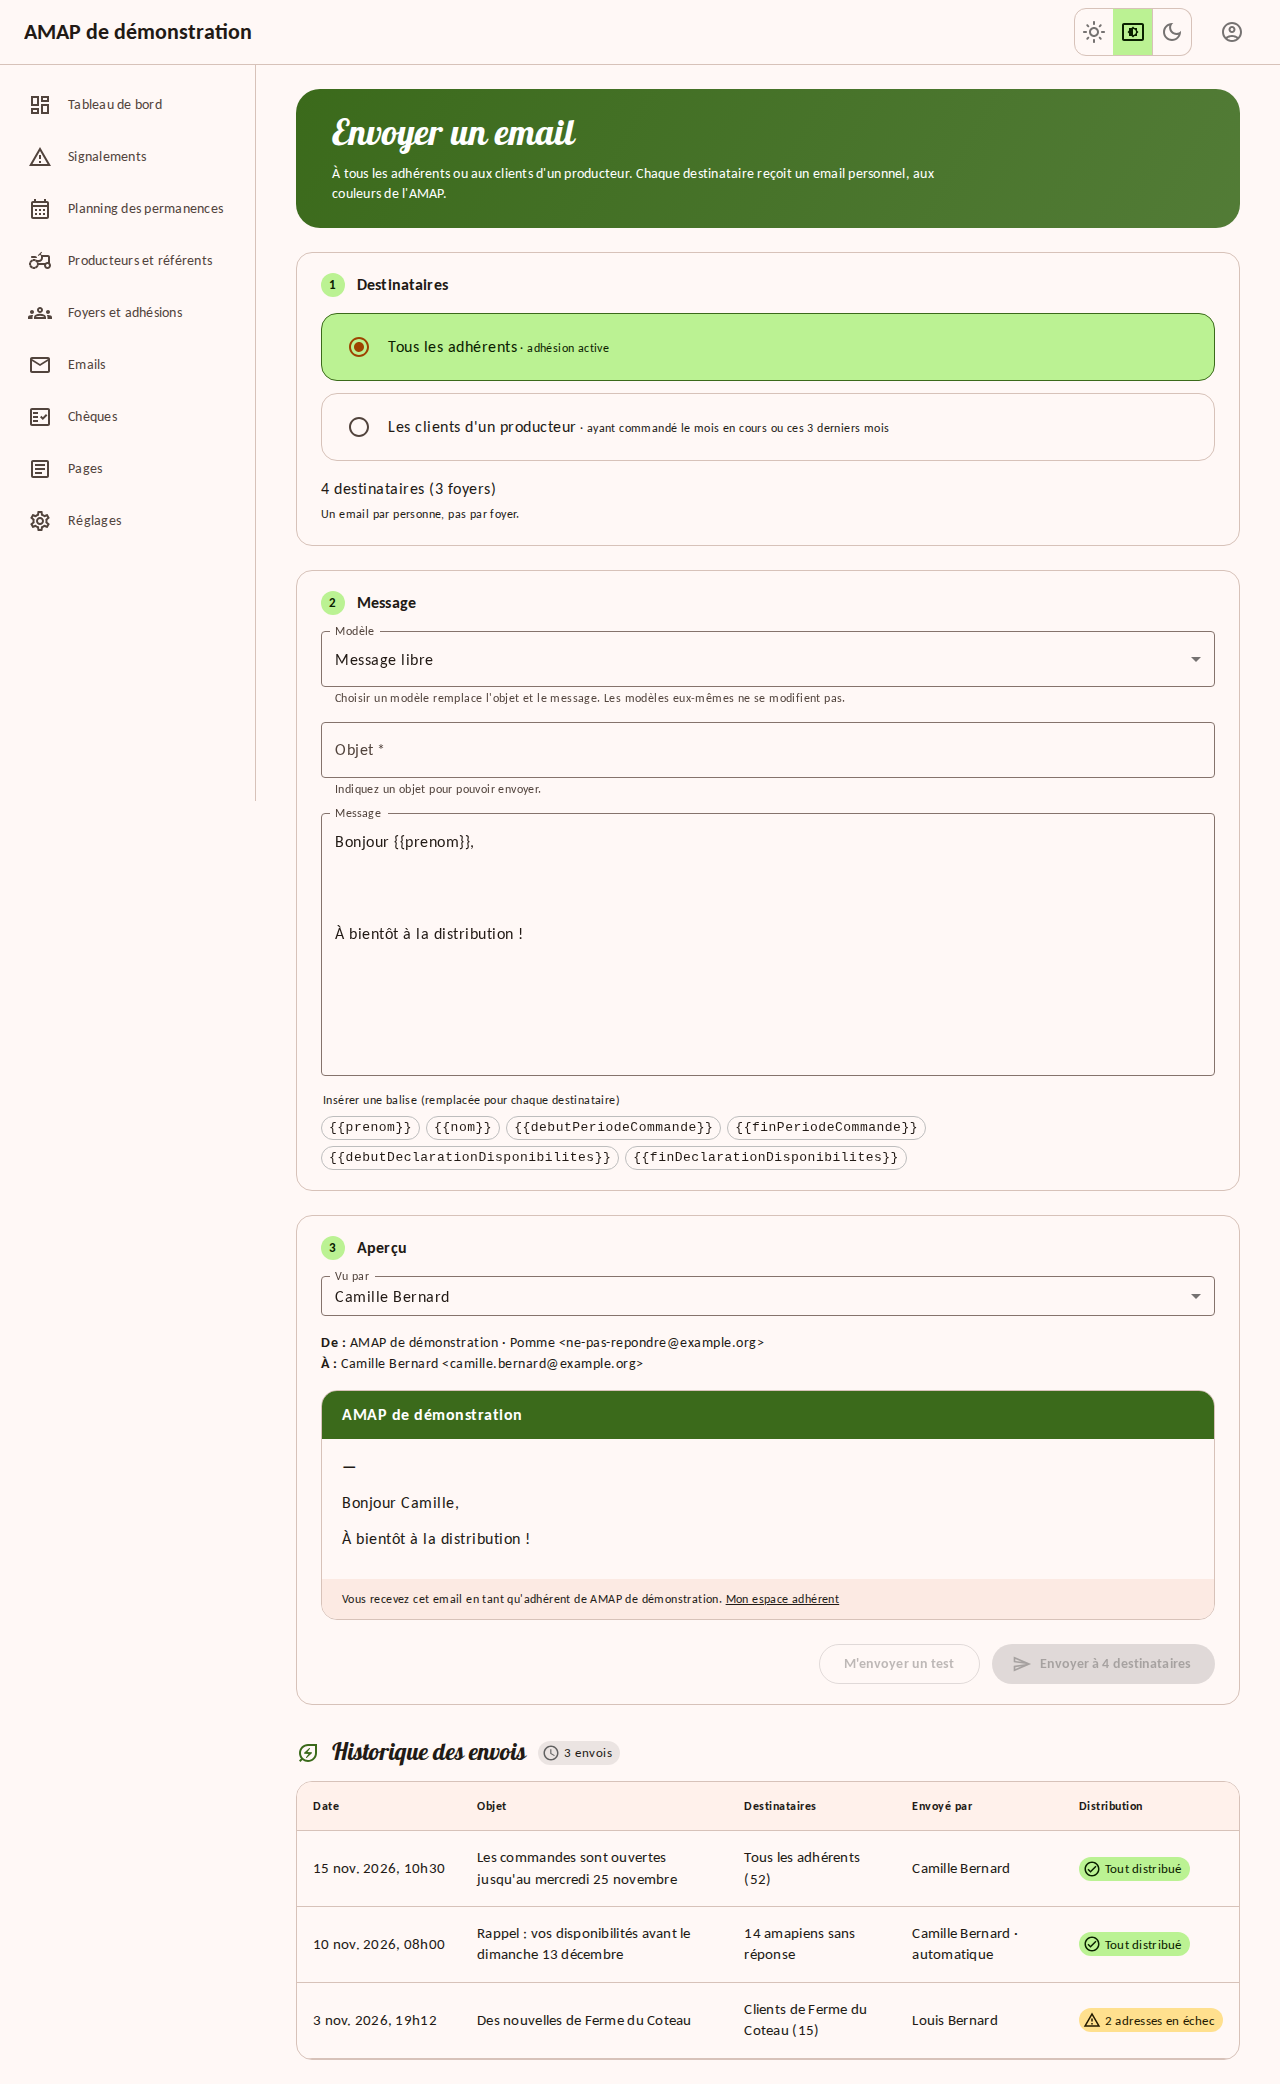 AMAP de démonstration
Tableau de bord
Signalements
Planning des permanences
Producteurs et référents
Foyers et adhésions
Emails
Chèques
Pages
Réglages
Envoyer un email
À tous les adhérents ou aux clients d'un producteur. Chaque destinataire reçoit un email personnel, aux
couleurs de l'AMAP.
1 Destinataires
Tous les adhérents · adhésion active
Les clients d'un producteur · ayant commandé le mois en cours ou ces 3 derniers mois
4 destinataires (3 foyers)
Un email par personne, pas par foyer.
2 Message
Modèle
Message libre
Choisir un modèle remplace l'objet et le message. Les modèles eux-mêmes ne se modifient pas.
Objet *
Indiquez un objet pour pouvoir envoyer.
Message
Bonjour {{prenom}},
À bientôt à la distribution !
Insérer une balise (remplacée pour chaque destinataire)
{{prenom}} {{nom}} {{debutPeriodeCommande}} {{finPeriodeCommande}}
{{debutDeclarationDisponibilites}} {{finDeclarationDisponibilites}}
3 Aperçu
Vu par
Camille Bernard
De : AMAP de démonstration · Pomme <ne-pas-repondre@example.org>
À : Camille Bernard <camille.bernard@example.org>
AMAP de démonstration
—
Bonjour Camille,
À bientôt à la distribution !
Vous recevez cet email en tant qu'adhérent de AMAP de démonstration. Mon espace adhérent
M'envoyer un test
Envoyer à 4 destinataires
Historique des envois
3 envois
Date Objet Destinataires Envoyé par Distribution
15 nov. 2026, 10h30
Les commandes sont ouvertes
jusqu'au mercredi 25 novembre
Tous les adhérents
(52)
Camille Bernard
Tout distribué
10 nov. 2026, 08h00
Rappel : vos disponibilités avant le
dimanche 13 décembre
14 amapiens sans
réponse
Camille Bernard ·
automatique
Tout distribué
3 nov. 2026, 19h12
Des nouvelles de Ferme du Coteau
Clients de Ferme du
Coteau (15)
Louis Bernard
2 adresses en échec